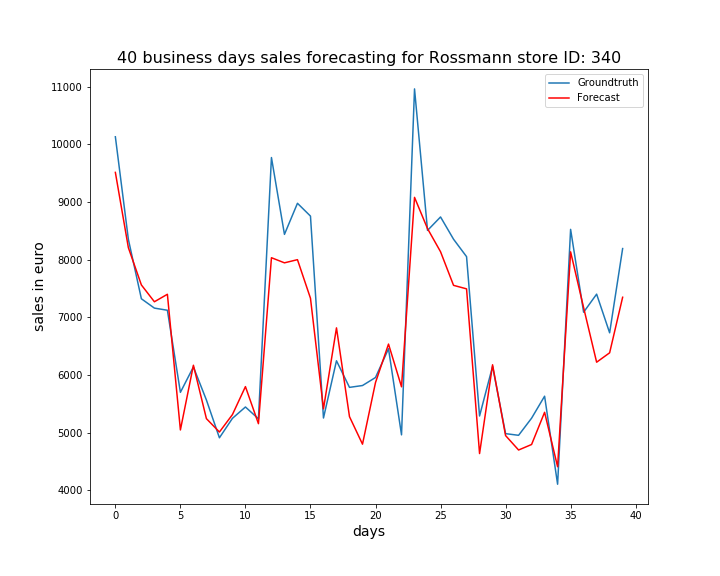 40 business days sales forecasting for Rossmann store ID: 340
Groundtruth
Forecast
sales in euro
11000
10000
9000
8000
7000
6000
5000
4000
0 5 10 15 20 25 30 35 40
days